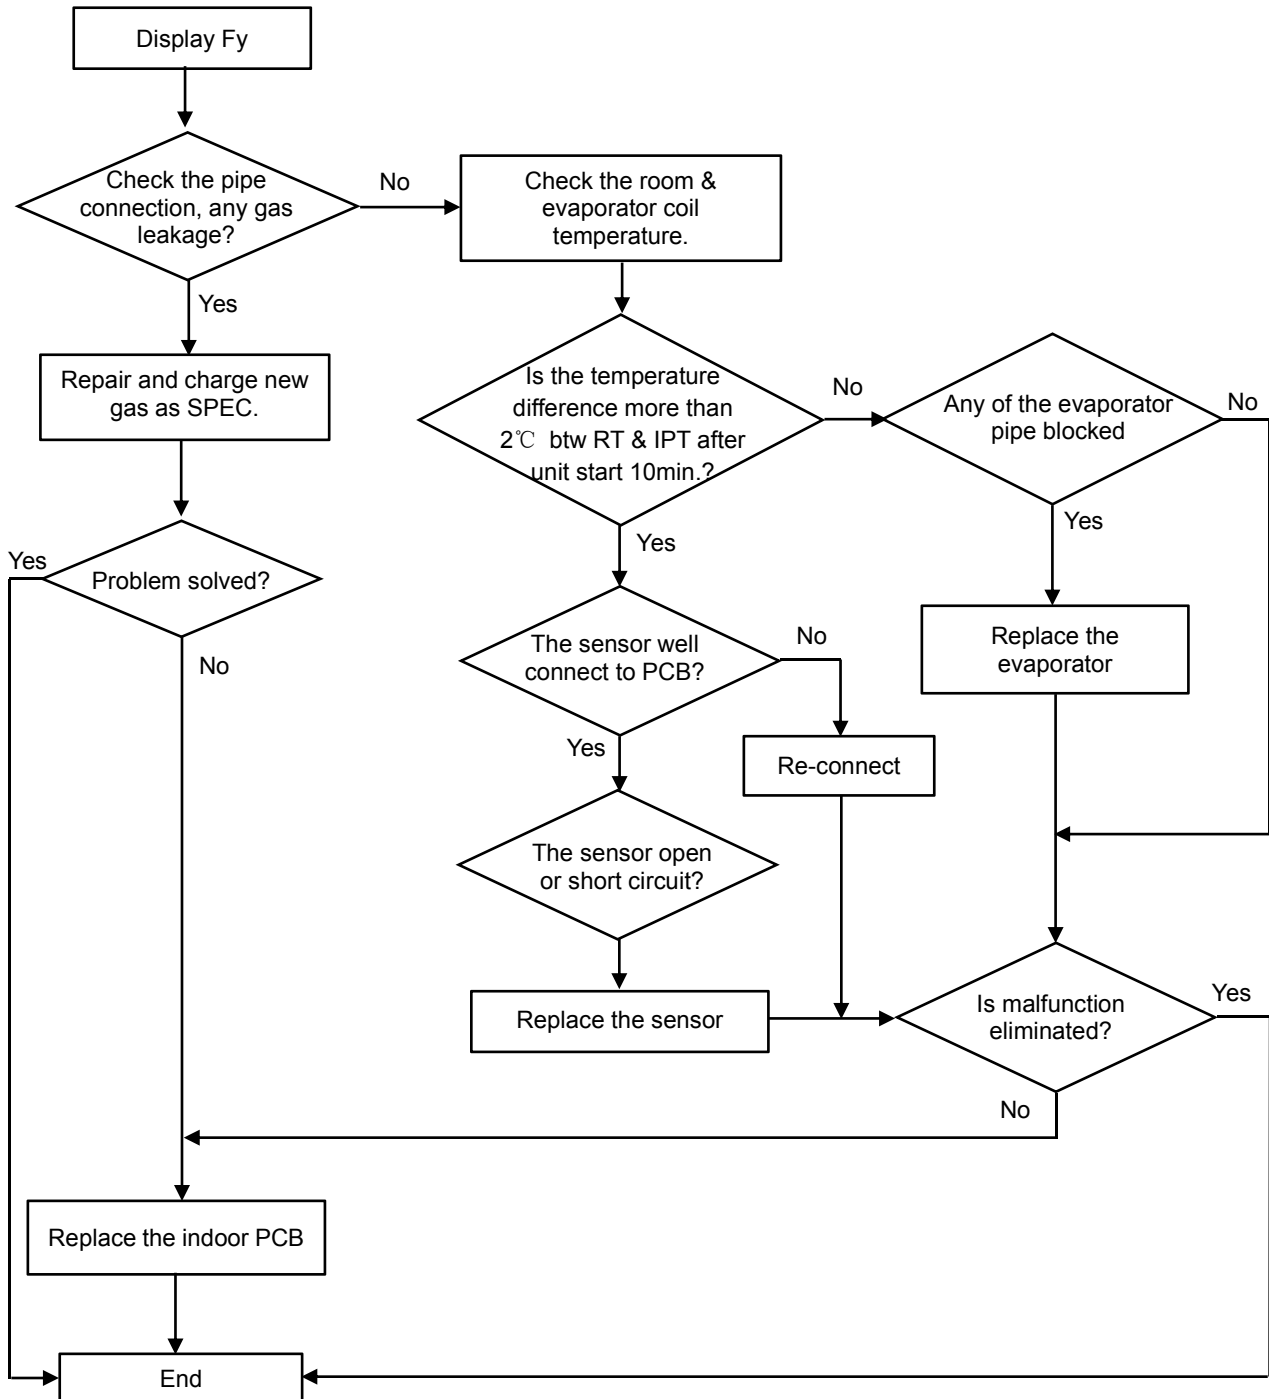 Display Fy
Check the pipe
connection, any gas
leakage?
No
Check the room &
evaporator coil
temperature.
Yes
Repair and charge new
gas as SPEC.
Is the temperature
difference more than
2℃ btw RT & IPT after
unit start 10min.?
No
Any of the evaporator
pipe blocked
No
Yes
Yes
Yes
Problem solved?
No
The sensor well
connect to PCB?
No
Replace the
evaporator
Yes
Re-connect
The sensor open
or short circuit?
Replace the sensor
Is malfunction
eliminated?
Yes
No
Replace the indoor PCB
End